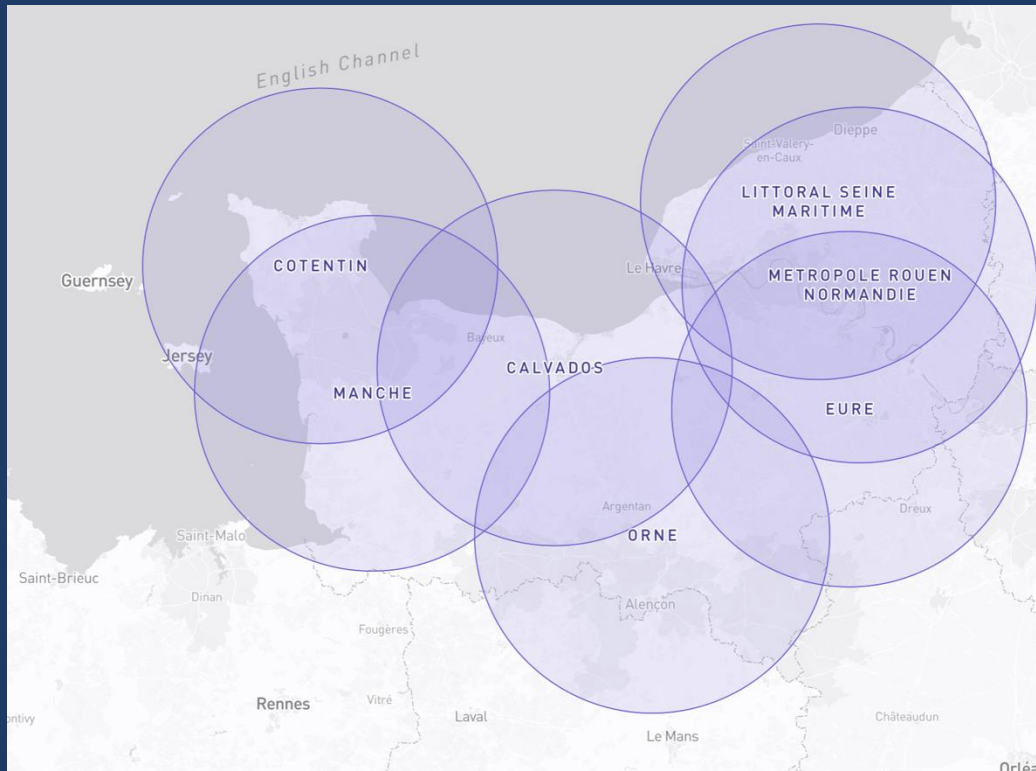 English Channel
Dieppe
Saint-Valery-
en-Caux
LITTORAL SEINE
MARITIME
COTENTIN
Le Havre
METROPOLE ROUEN
NORMANDIE
Guernsey
Bayeux
Jersey
CALVADOS
MANCHE
EURE
Argentan
Dreux
ORNE
Saint-Malo
Saint-Brieuc
Dinan
Alençon
Fougères
Rennes
Vitré
Laval
Châteaudun
Le Mans